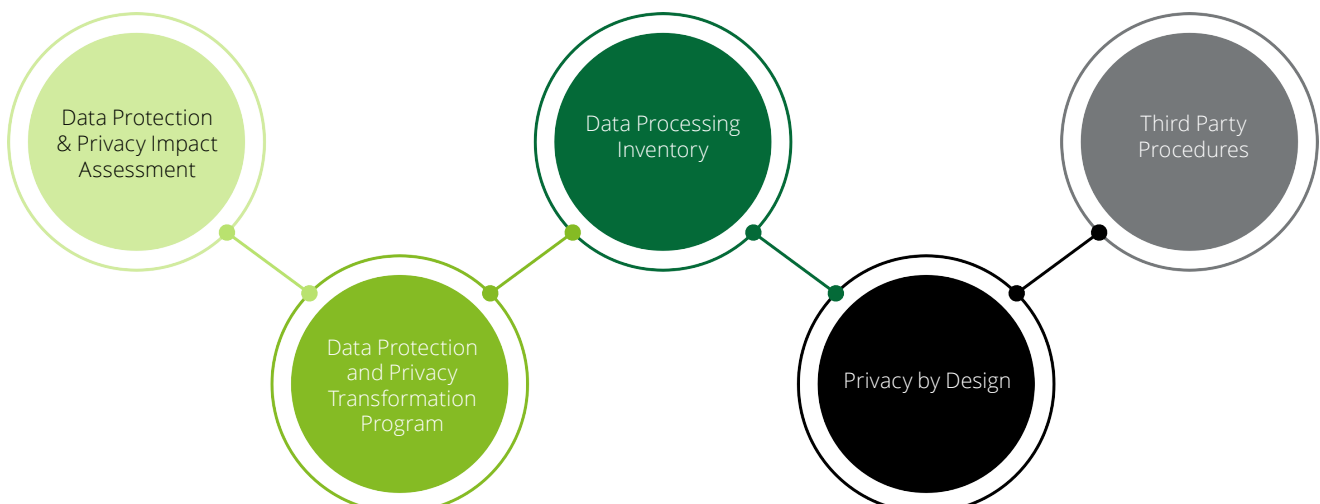 Data Protection
& Privacy Impact
Assessment
Data Protection
and Privacy
Transformation
Program
Data Processing
Inventory
Privacy by Design
Third Party
Procedures